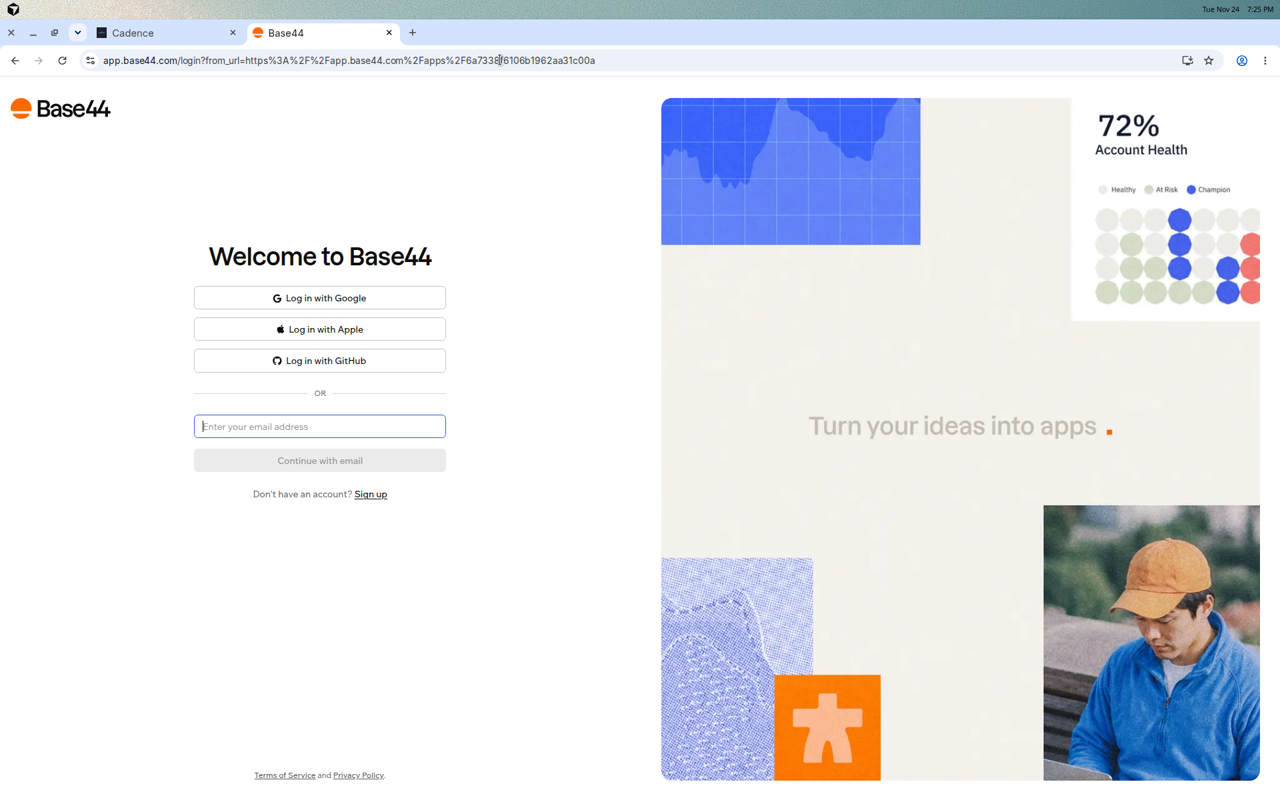 Tue Nov 24 7:25 PM
Cadence
Base44
app.base44.com/login?from_url=https%3A%2F%2Fapp.base44.com%2Fapps%2F6a7338f6106b1962aa31c00a
Base44
Welcome to Base44
Log in with Google
Log in with Apple
Log in with GitHub
OR
Enter your email address
Continue with email
Don't have an account? Sign up
Terms of Service and Privacy Policy.
72%
Account Health
Healthy At Risk Champion
Turn your ideas into apps .